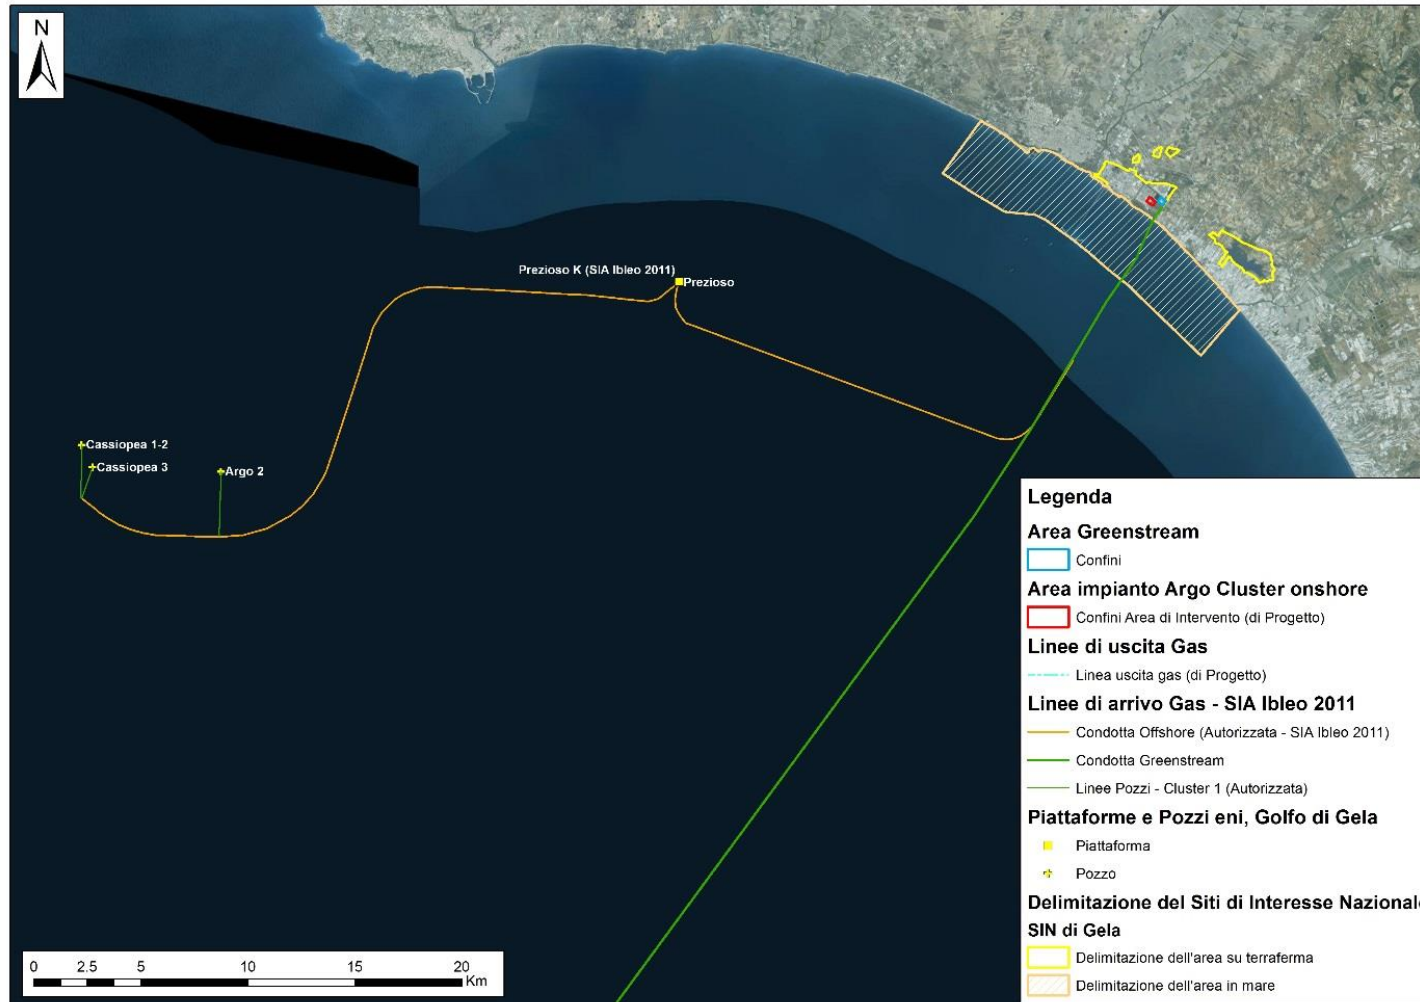 N
Prezioso K (SIA Ibleo 2011)
Prezioso
Cassiopea 1-2
Cassiopea 3
Argo 2
Legenda
Area Greenstream
Confini
Area impianto Argo Cluster onshore
Confini Area di Intervento (di Progetto)
Linee di uscita Gas
Linea uscita gas (di Progetto)
Linee di arrivo Gas - SIA Ibleo 2011
Condotta Offshore (Autorizzata - SIA Ibleo 2011)
Condotta Greenstream
Linee Pozzi - Cluster 1 (Autorizzata)
Piattaforme e Pozzi eni, Golfo di Gela
Piattaforma
Pozzo
Delimitazione del Siti di Interesse Nazionale
SIN di Gela
Delimitazione dell'area su terraferma
Delimitazione dell'area in mare
0 2.5 5 10 15 20
Km